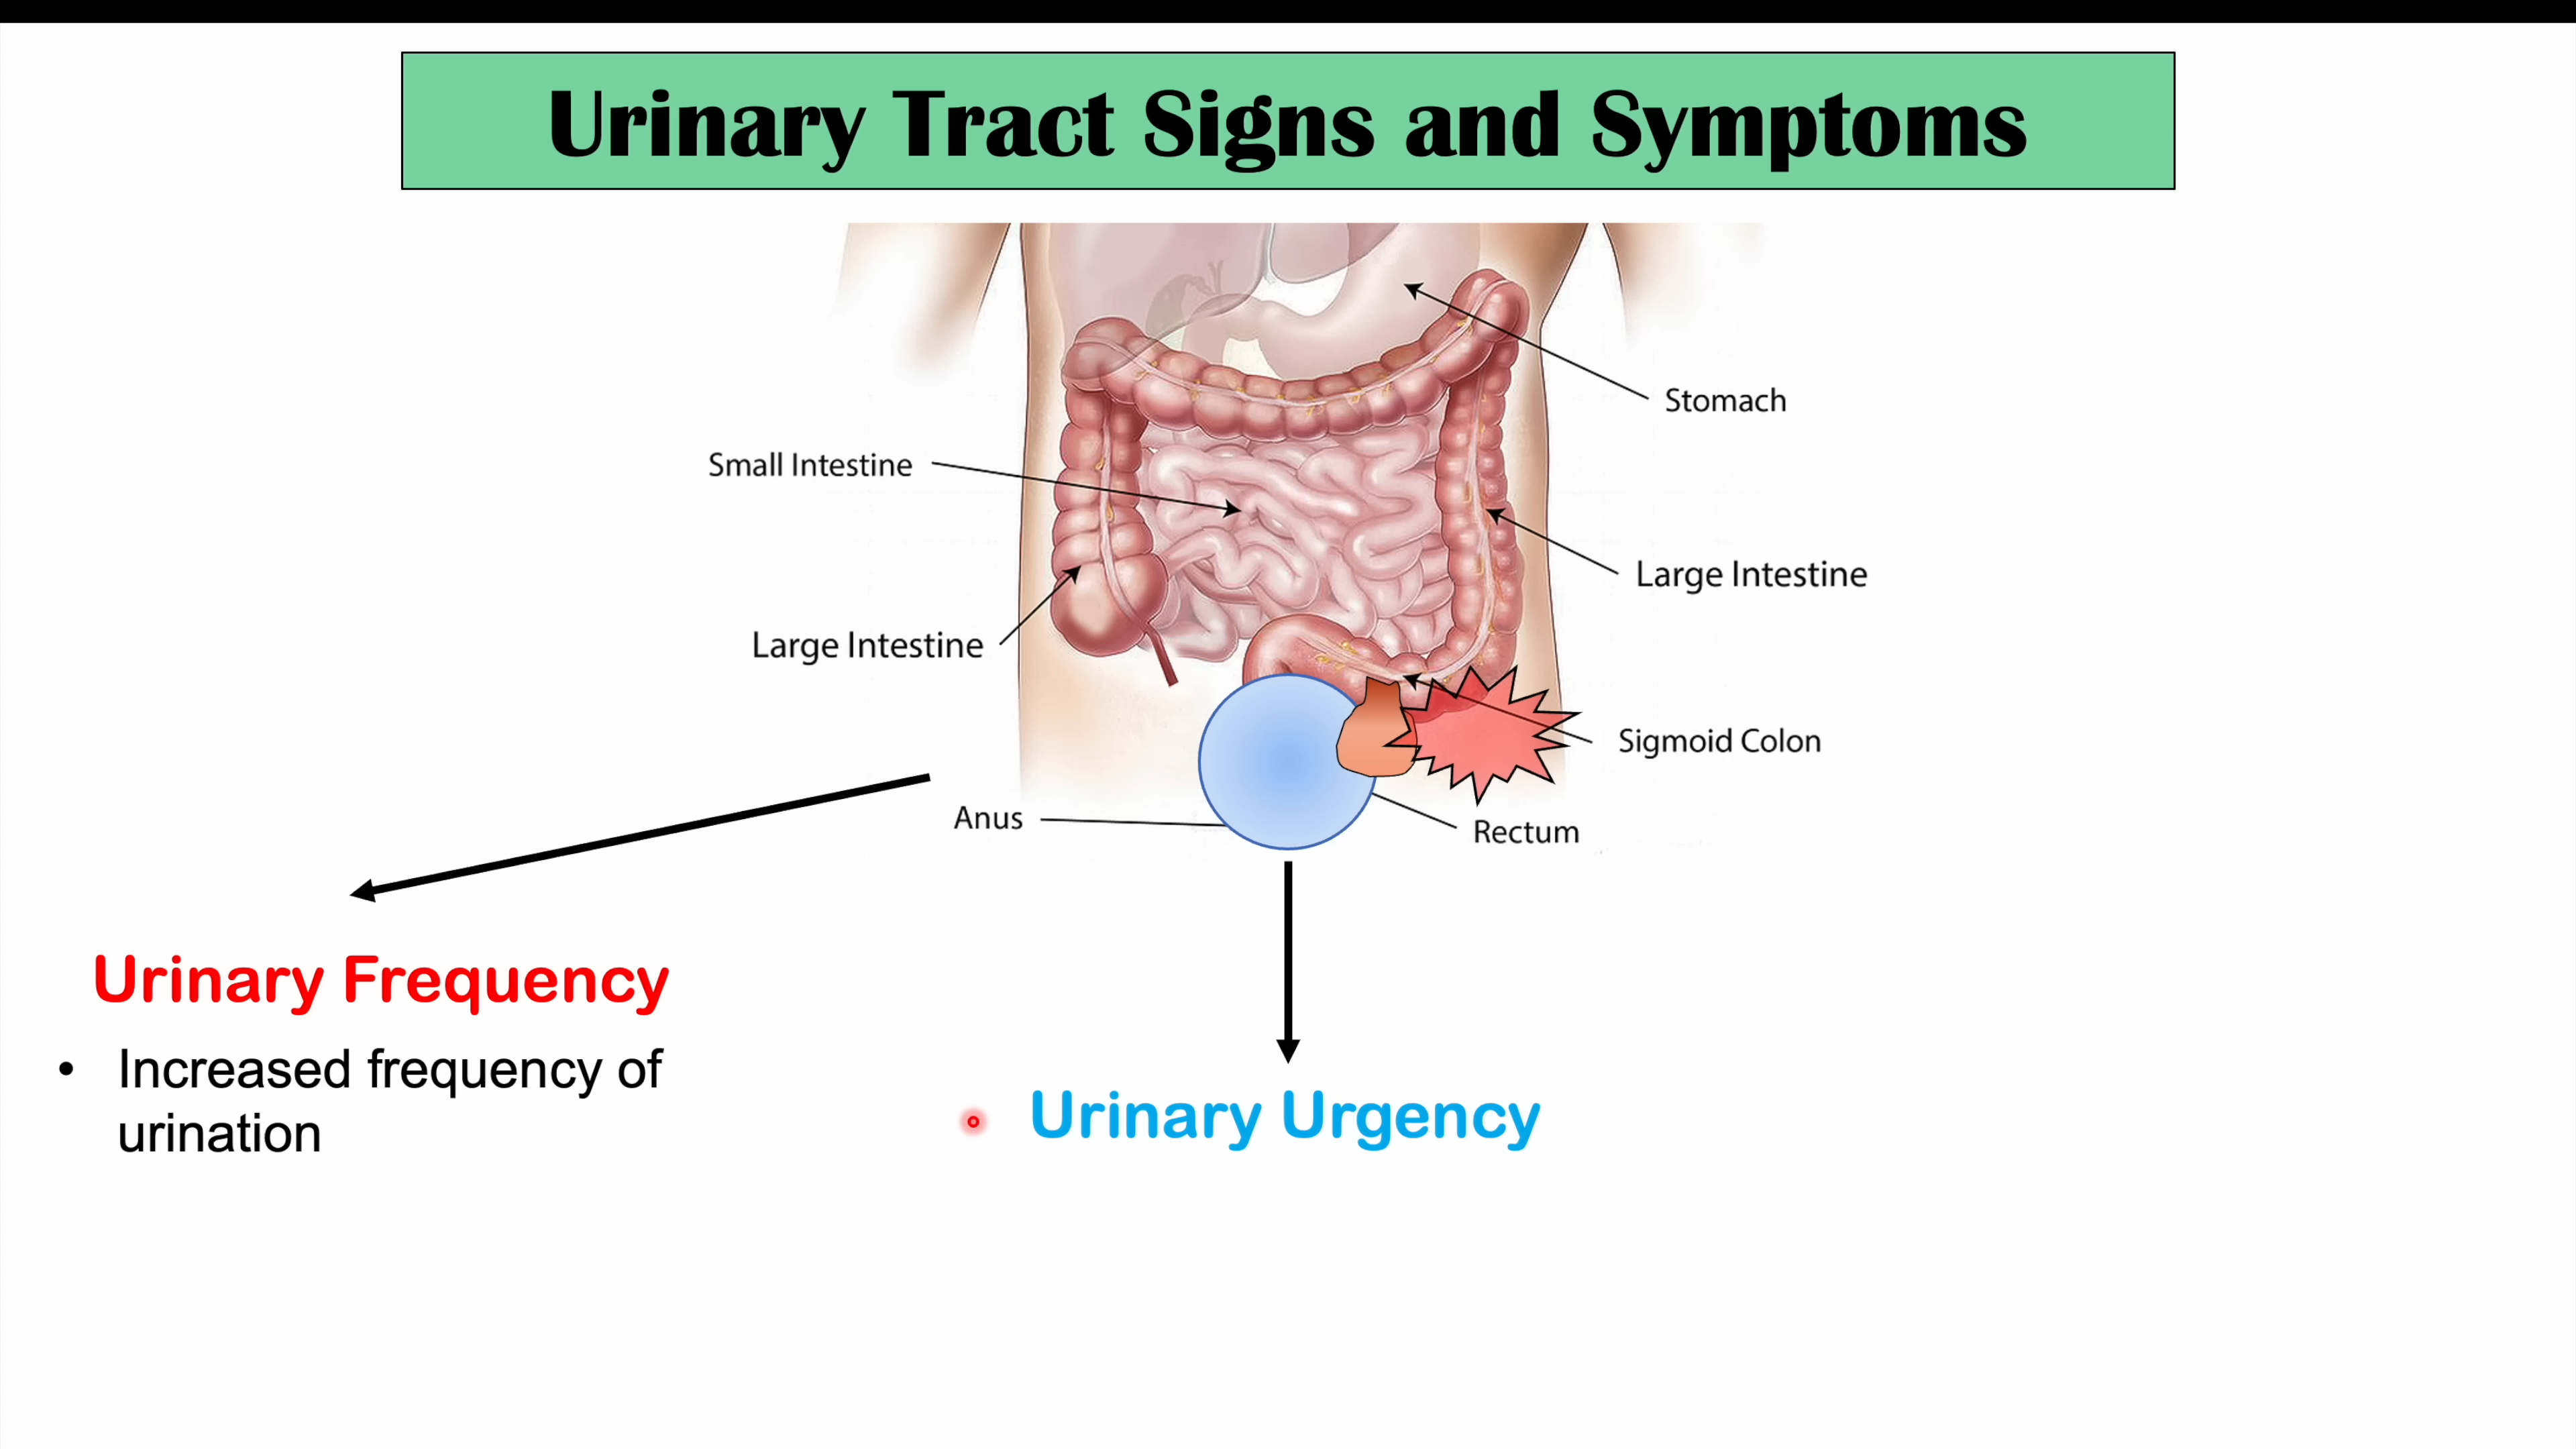 Urinary Tract Signs and Symptoms
Stomach
Small Intestine
Large Intestine
Large Intestine
Sigmoid Colon
Anus
Rectum
Urinary Frequency
• Increased frequency of
urination
Urinary Urgency